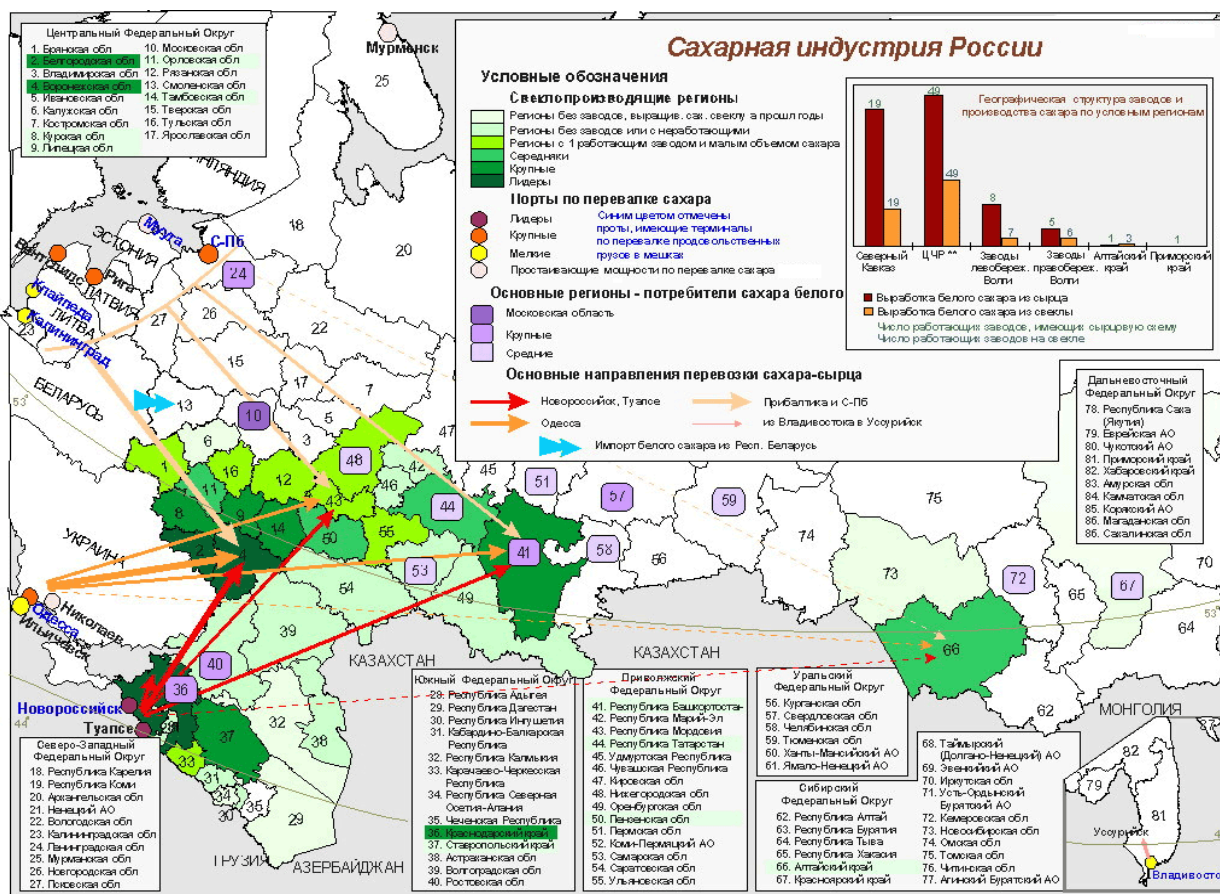 Сахарная индустрия России
Центральный Федеральный Округ
1. Брянская обл
2. Белгородская обл
3. Владимирская обл
4. Воронежская обл
5. Ивановская обл
6. Калужская обл
7. Костромская обл
8. Курская обл
9. Липецкая обл
10. Московская обл
11. Орловская обл
12. Рязанская обл
13. Смоленская обл
14. Тамбовская обл
15. Тверская обл
16. Тульская обл
17. Ярославская обл
Условные обозначения
Свеклопроизводящие регионы
Регионы без заводов, выращив. сах. свеклу а прошл годы
Регионы без заводов или с неработающими
Регионы с 1 работающим заводом и малым объемом сахара
Середняки
Крупные
Лидеры
Порты по перевалке сахара
Лидеры
Крупные
Мелкие
Простаивающие мощности по перевалке сахара
Синим цветом отмечены
проты, имеющие терминалы
по перевалке продовольственных
грузов в мешках
Основные регионы - потребители сахара белого
Московская область
Крупные
Средние
Основные направления перевозки сахара-сырца
Новороссийск, Туапсе
Одесса
Импорт белого сахара из Респ. Беларусь
Прибалтика и С-Пб
из Владивостока в Уссурийск
Географическая структура заводов и
производства сахара по условным регионам
19
19
49
49
8
7
5
6
1
3
1
Северный
Кавказ
ЦЧР **
Заводы
левоберех.
Волги
Заводы
правоберех.
Волги
Алтайский
край
Приморский
край
Выработка белого сахара из сырца
Выработка белого сахара из свеклы
Число работающих заводов, имеющих сырцовую схему
Число работающих заводов на свекле
Мурманск
ЭСТОНИЯ
Мууга
С-Пб
Вентспилс
Рига
ЛАТВИЯ
Клайпеда
ЛИТВА
Калининград
БЕЛАРУСЬ
УКРАИНА
Одесса
Николаев
Новороссийск
Туапсе
КАЗАХСТАН
КАЗАХСТАН
МОНГОЛИЯ
ГРУЗИЯ
АЗЕРБАЙДЖАН
Дальневосточный
Федеральный Округ
78. Республика Саха
(Якутия)
79. Еврейская АО
80. Чукотский АО
81. Приморский край
82. Хабаровский край
83. Амурская обл
84. Камчатская обл
85. Корякский АО
86. Магаданская обл
86. Сахалинская обл
Северо-Западный
Федеральный Округ
18. Республика Карелия
19. Республика Коми
20. Архангельская обл
21. Ненецкий АО
22. Вологодская обл
23. Калининградская обл
24. Ленинградская обл
25. Мурманская обл
26. Новгородская обл
27. Псковская обл
Южный Федеральный Округ
28. Республика Адыгея
29. Республика Дагестан
30. Республика Ингушетия
31. Кабардино-Балкарская
Республика
32. Республика Калмыкия
33. Карачаево-Черкесская
Республика
34. Республика Северная
Осетия-Алания
35. Чеченская Республика
36. Краснодарский край
37. Ставропольский край
38. Астраханская обл
39. Волгоградская обл
40. Ростовская обл
Приволжский
Федеральный Округ
41. Республика Башкортостан
42. Республика Марий-Эл
43. Республика Мордовия
44. Республика Татарстан
45. Удмуртская Республика
46. Чувашская Республика
47. Кировская обл
48. Нижегородская обл
49. Оренбургская обл
50. Пензенская обл
51. Пермская обл
52. Коми-Пермяцкий АО
53. Самарская обл
54. Саратовская обл
55. Ульяновская обл
Уральский
Федеральный Округ
56. Курганская обл
57. Свердловская обл
58. Челябинская обл
59. Тюменская обл
60. Ханты-Мансийский АО
61. Ямало-Ненецкий АО
Сибирский
Федеральный Округ
62. Республика Алтай
63. Республика Бурятия
64. Республика Тыва
65. Республика Хакасия
66. Алтайский край
67. Красноярский край
68. Таймырский
(Долгано-Ненецкий) АО
69. Эвенкийский АО
70. Иркутская обл
71. Усть-Ордынский
Бурятский АО
72. Кемеровская обл
73. Новосибирская обл
74. Омская обл
75. Томская обл
76. Читинская обл
77. Агинский Бурятский АО
Уссурийск
Владивосток